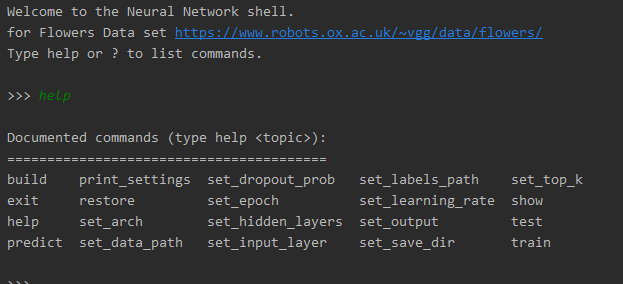 Welcome to the Neural Network shell.
for Flowers Data set https://www.robots.ox.ac.uk/~vgg/data/flowers/
Type help or ? to list commands.
>>> help
Documented commands (type help <topic>):
========================================
build    print_settings  set_dropout_prob   set_labels_path    set_top_k
exit     restore         set_epoch          set_learning_rate  show
help     set_arch        set_hidden_layers  set_output         test
predict  set_data_path   set_input_layer    set_save_dir       train
>>>